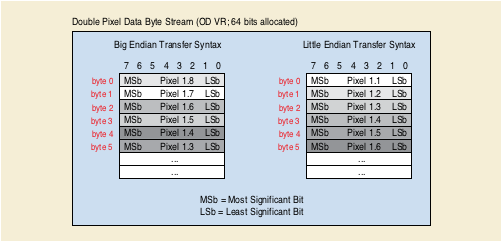 Double Pixel Data Byte Stream (OD VR; 64 bits allocated)
Big Endian Transfer Syntax
7 6 5 4 3 2 1 0
byte 0 MSb Pixel 1.8 LSb
byte 1 MSb Pixel 1.7 LSb
byte 2 MSb Pixel 1.6 LSb
byte 3 MSb Pixel 1.5 LSb
byte 4 MSb Pixel 1.4 LSb
byte 5 MSb Pixel 1.3 LSb
...
...
Little Endian Transfer Syntax
7 6 5 4 3 2 1 0
byte 0 MSb Pixel 1.1 LSb
byte 1 MSb Pixel 1.2 LSb
byte 2 MSb Pixel 1.3 LSb
byte 3 MSb Pixel 1.4 LSb
byte 4 MSb Pixel 1.5 LSb
byte 5 MSb Pixel 1.6 LSb
...
...
MSb = Most Significant Bit
LSb = Least Significant Bit